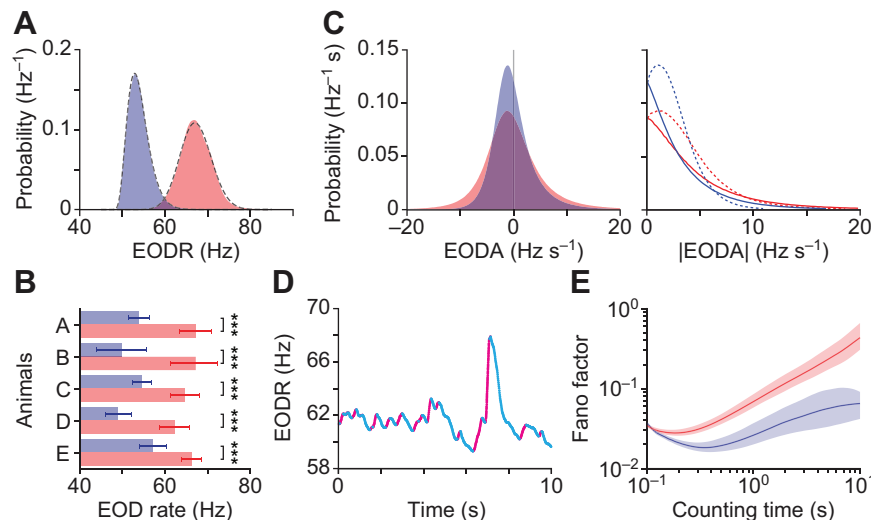 A
Probability (Hz⁻¹)
0.2
0.1
0
40
60
80
EODR (Hz)
C
Probability (Hz⁻¹ s)
0.15
0.10
0.05
0
−20
0
20
EODA (Hz s⁻¹)
0
10
20
|EODA| (Hz s⁻¹)
B
Animals
A
***
B
***
C
***
D
***
E
***
40
60
80
EOD rate (Hz)
D
EODR (Hz)
70
66
62
58
0
10
Time (s)
E
Fano factor
10⁰
10⁻¹
10⁻²
10⁻¹
10⁰
10¹
Counting time (s)